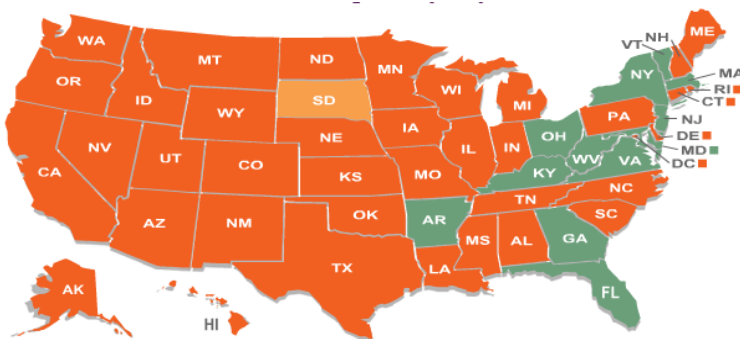 WA
MT
ND
MN
ME
NH
VT
OR
ID
WY
SD
WI
MI
NY
MA
RI
CT
PA
NJ
NV
UT
CO
NE
IA
IL
IN
OH
DE
MD
DC
CA
KS
MO
KY
WV
VA
AZ
NM
OK
AR
TN
NC
SC
TX
LA
MS
AL
GA
FL
AK
HI